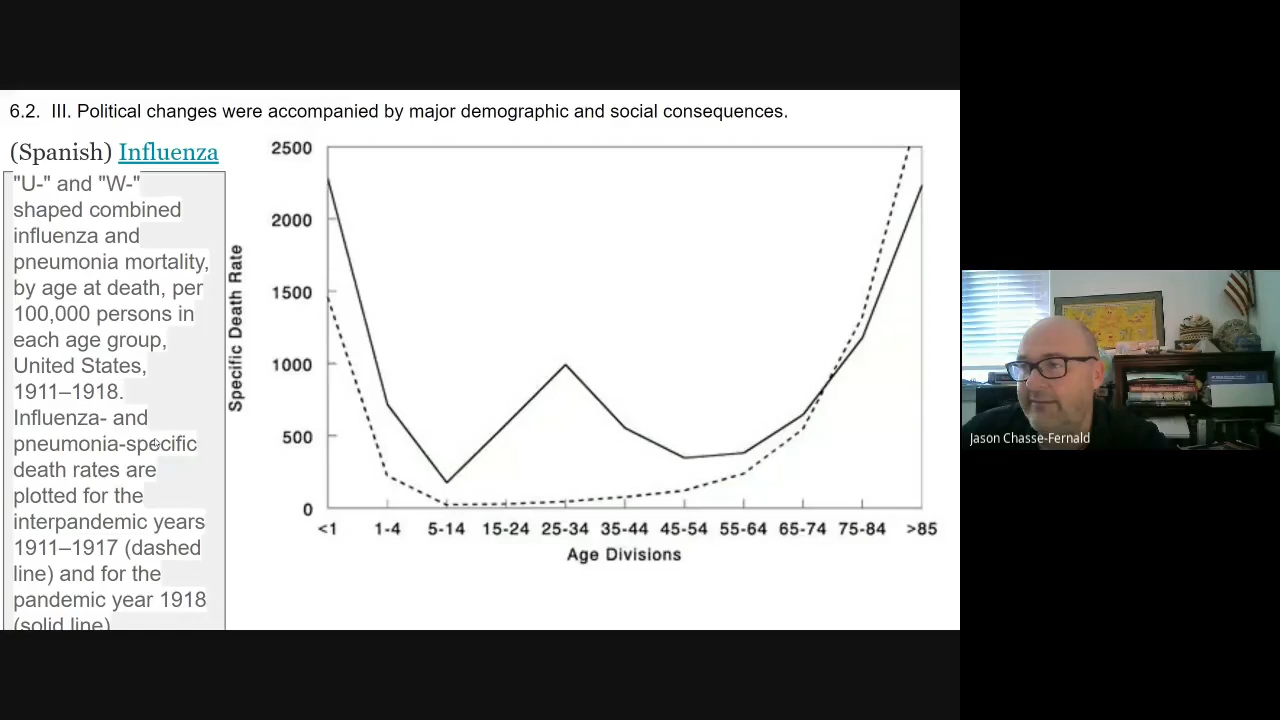 6.2.  III. Political changes were accompanied by major demographic and social consequences.
(Spanish) Influenza
"U-" and "W-"
shaped combined
influenza and
pneumonia mortality,
by age at death, per
100,000 persons in
each age group,
United States,
1911–1918.
Influenza- and
pneumonia-specific
death rates are
plotted for the
interpandemic years
1911–1917 (dashed
line) and for the
pandemic year 1918
(solid line)
Specific Death Rate
2500
2000
1500
1000
500
0
<1 1-4 5-14 15-24 25-34 35-44 45-54 55-64 65-74 75-84 >85
Age Divisions
Jason Chasse-Fernald